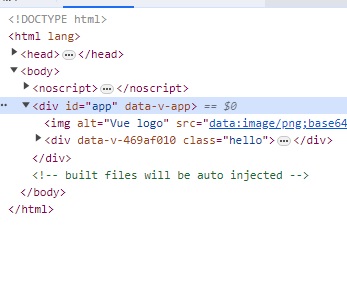 <!DOCTYPE html>
<html lang>
<head> … </head>
<body>
<noscript> … </noscript>
<div id="app" data-v-app> == $0
<img alt="Vue logo" src="data:image/png;base64
<div data-v-469af010 class="hello"> … </div>
</div>
<!-- built files will be auto injected -->
</body>
</html>